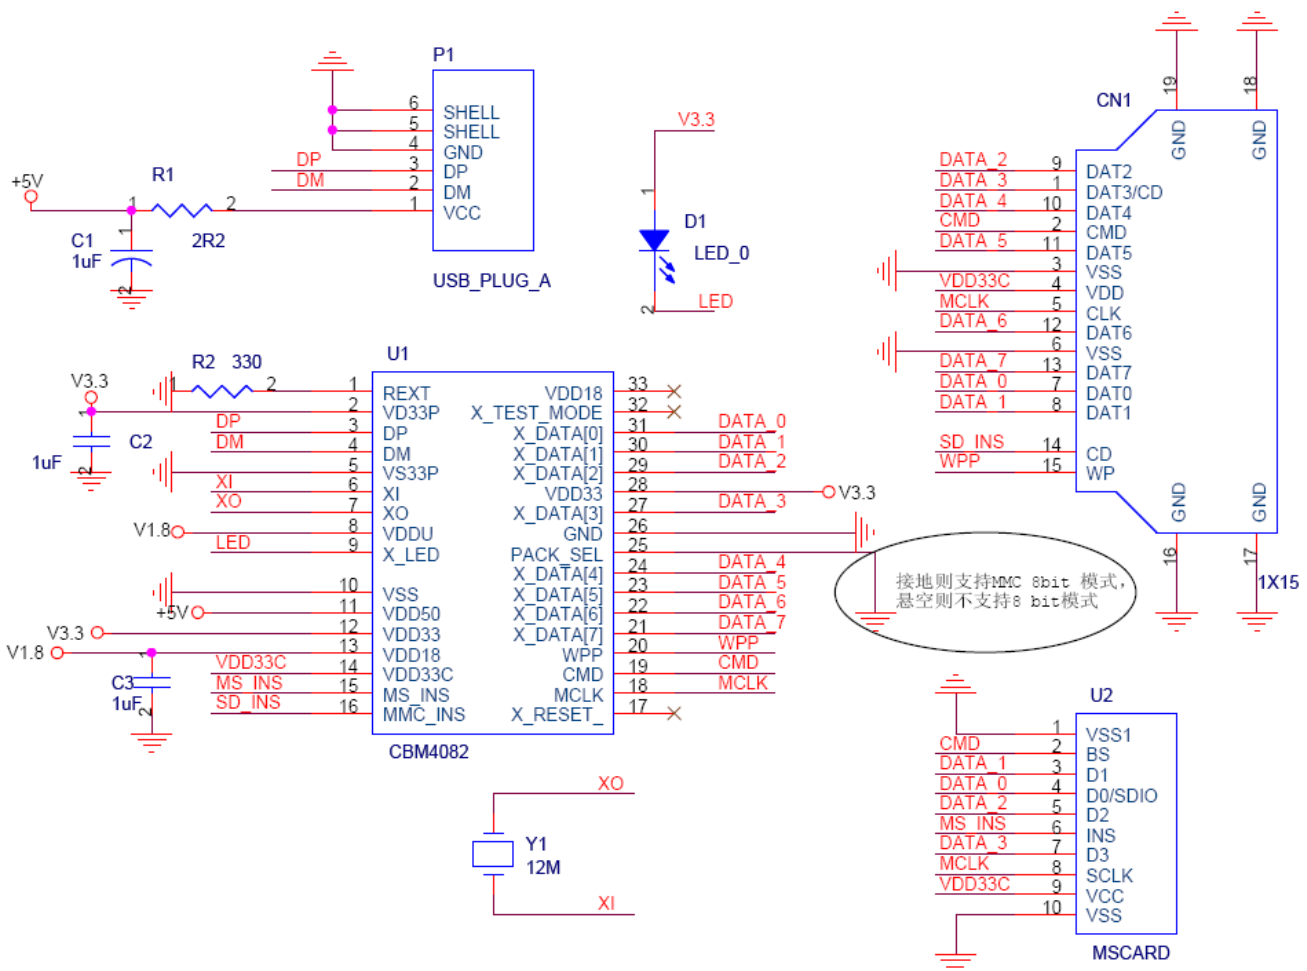 P1
6 SHELL
5 SHELL
4 GND
DP 3 DP
DM 2 DM
1 VCC
USB_PLUG_A
+5V
R1
1 2
2R2
C1
1uF
1
2
V3.3
1
D1
LED_0
2
LED
CN1
19 GND
18 GND
DATA_2 9 DAT2
DATA_3 1 DAT3/CD
DATA_4 10 DAT4
CMD 2 CMD
DATA_5 11 DAT5
3 VSS
VDD33C 4 VDD
MCLK 5 CLK
DATA_6 12 DAT6
6 VSS
DATA_7 13 DAT7
DATA_0 7 DAT0
DATA_1 8 DAT1
SD_INS 14 CD
WPP 15 WP
GND 16
GND 17
1X15
U1
R2 330
1 2
V3.3
1
C2
1uF
2
1 REXT
2 VD33P
DP 3 DP
DM 4 DM
5 VS33P
XI 6 XI
XO 7 XO
V1.8 8 VDDU
LED 9 X_LED
10 VSS
+5V 11 VDD50
V3.3 12 VDD33
V1.8 13 VDD18
VDD33C 14 VDD33C
MS_INS 15 MS_INS
SD_INS 16 MMC_INS
1
C3
1uF
2
VDD18 33
X_TEST_MODE 32
X_DATA[0] 31 DATA_0
X_DATA[1] 30 DATA_1
X_DATA[2] 29 DATA_2
VDD33 28 V3.3
X_DATA[3] 27 DATA_3
GND 26
PACK_SEL 25
X_DATA[4] 24 DATA_4
X_DATA[5] 23 DATA_5
X_DATA[6] 22 DATA_6
X_DATA[7] 21 DATA_7
WPP 20 WPP
CMD 19 CMD
MCLK 18 MCLK
X_RESET_ 17
CBM4082
接地则支持MMC 8bit 模式，
悬空则不支持8 bit模式
XO
Y1
12M
XI
U2
1 VSS1
CMD 2 BS
DATA_1 3 D1
DATA_0 4 D0/SDIO
DATA_2 5 D2
MS_INS 6 INS
DATA_3 7 D3
MCLK 8 SCLK
VDD33C 9 VCC
10 VSS
MSCARD